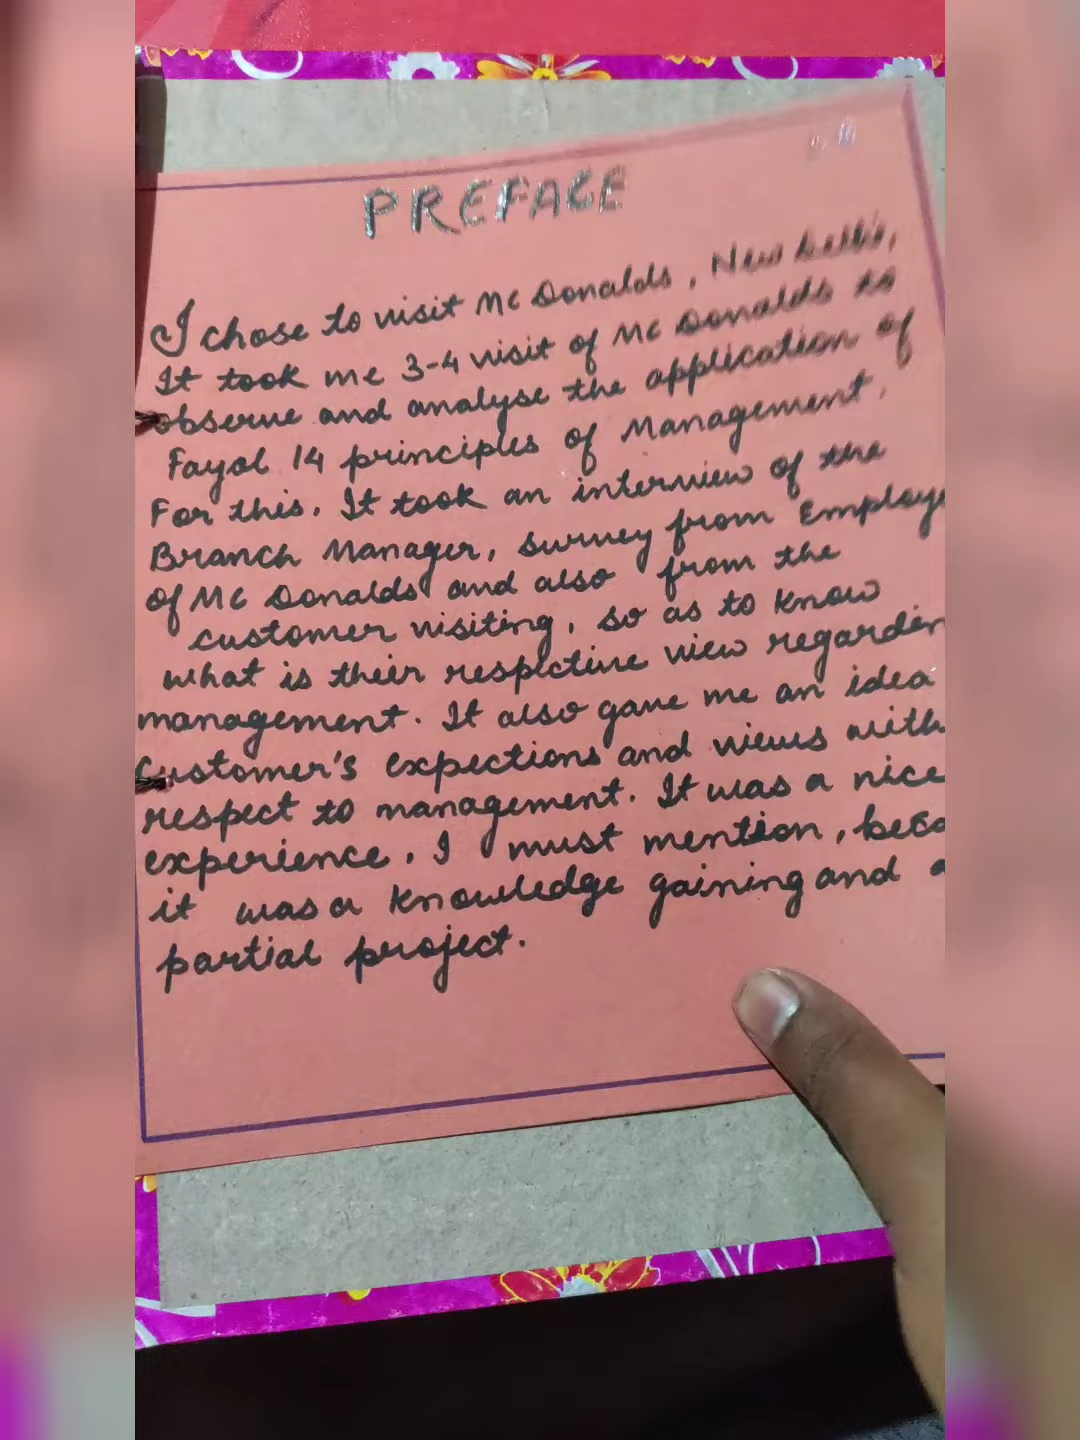 PREFACE
I chose to visit Mc Donalds, New Delhi,
It took me 3-4 visit of Mc Donalds to
observe and analyse the application of
Fayol 14 principles of Management.
For this. It took an interview of the
Branch Manager, survey from Employe
of Mc Donalds and also from the
customer visiting, so as to know
what is their respective view regardin
management. It also gave me an idea
Customer's expections and views with
respect to management. It was a nice
experience. I must mention, beca
it was a knowledge gaining and a
partial project.